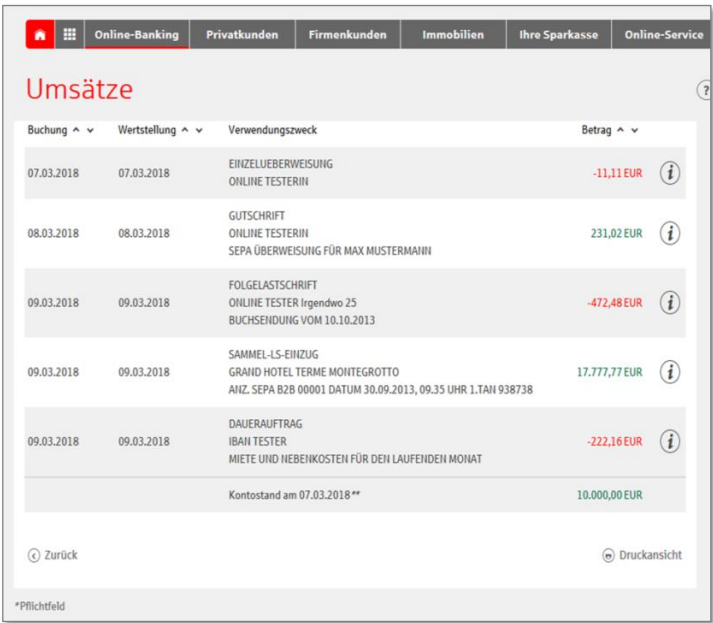 Online-Banking Privatkunden Firmenkunden Immobilien Ihre Sparkasse Online-Service
Umsätze
?
Buchung Wertstellung Verwendungszweck Betrag
EINZELUEBERWEISUNG
07.03.2018 07.03.2018 -11,11 EUR i
ONLINE TESTERIN
GUTSCHRIFT
08.03.2018 08.03.2018 ONLINE TESTERIN 231,02 EUR i
SEPA ÜBERWEISUNG FÜR MAX MUSTERMANN
FOLGELASTSCHRIFT
09.03.2018 09.03.2018 ONLINE TESTER Irgendwo 25 -472,48 EUR i
BUCHSENDUNG VOM 10.10.2013
SAMMEL-LS-EINZUG
09.03.2018 09.03.2018 GRAND HOTEL TERME MONTEGROTTO 17.777,77 EUR i
ANZ. SEPA B2B 00001 DATUM 30.09.2013, 09.35 UHR 1.TAN 938738
DAUERAUFTRAG
09.03.2018 09.03.2018 IBAN TESTER -222,16 EUR i
MIETE UND NEBENKOSTEN FÜR DEN LAUFENDEN MONAT
Kontostand am 07.03.2018** 10.000,00 EUR
Zurück Druckansicht
*Pflichtfeld